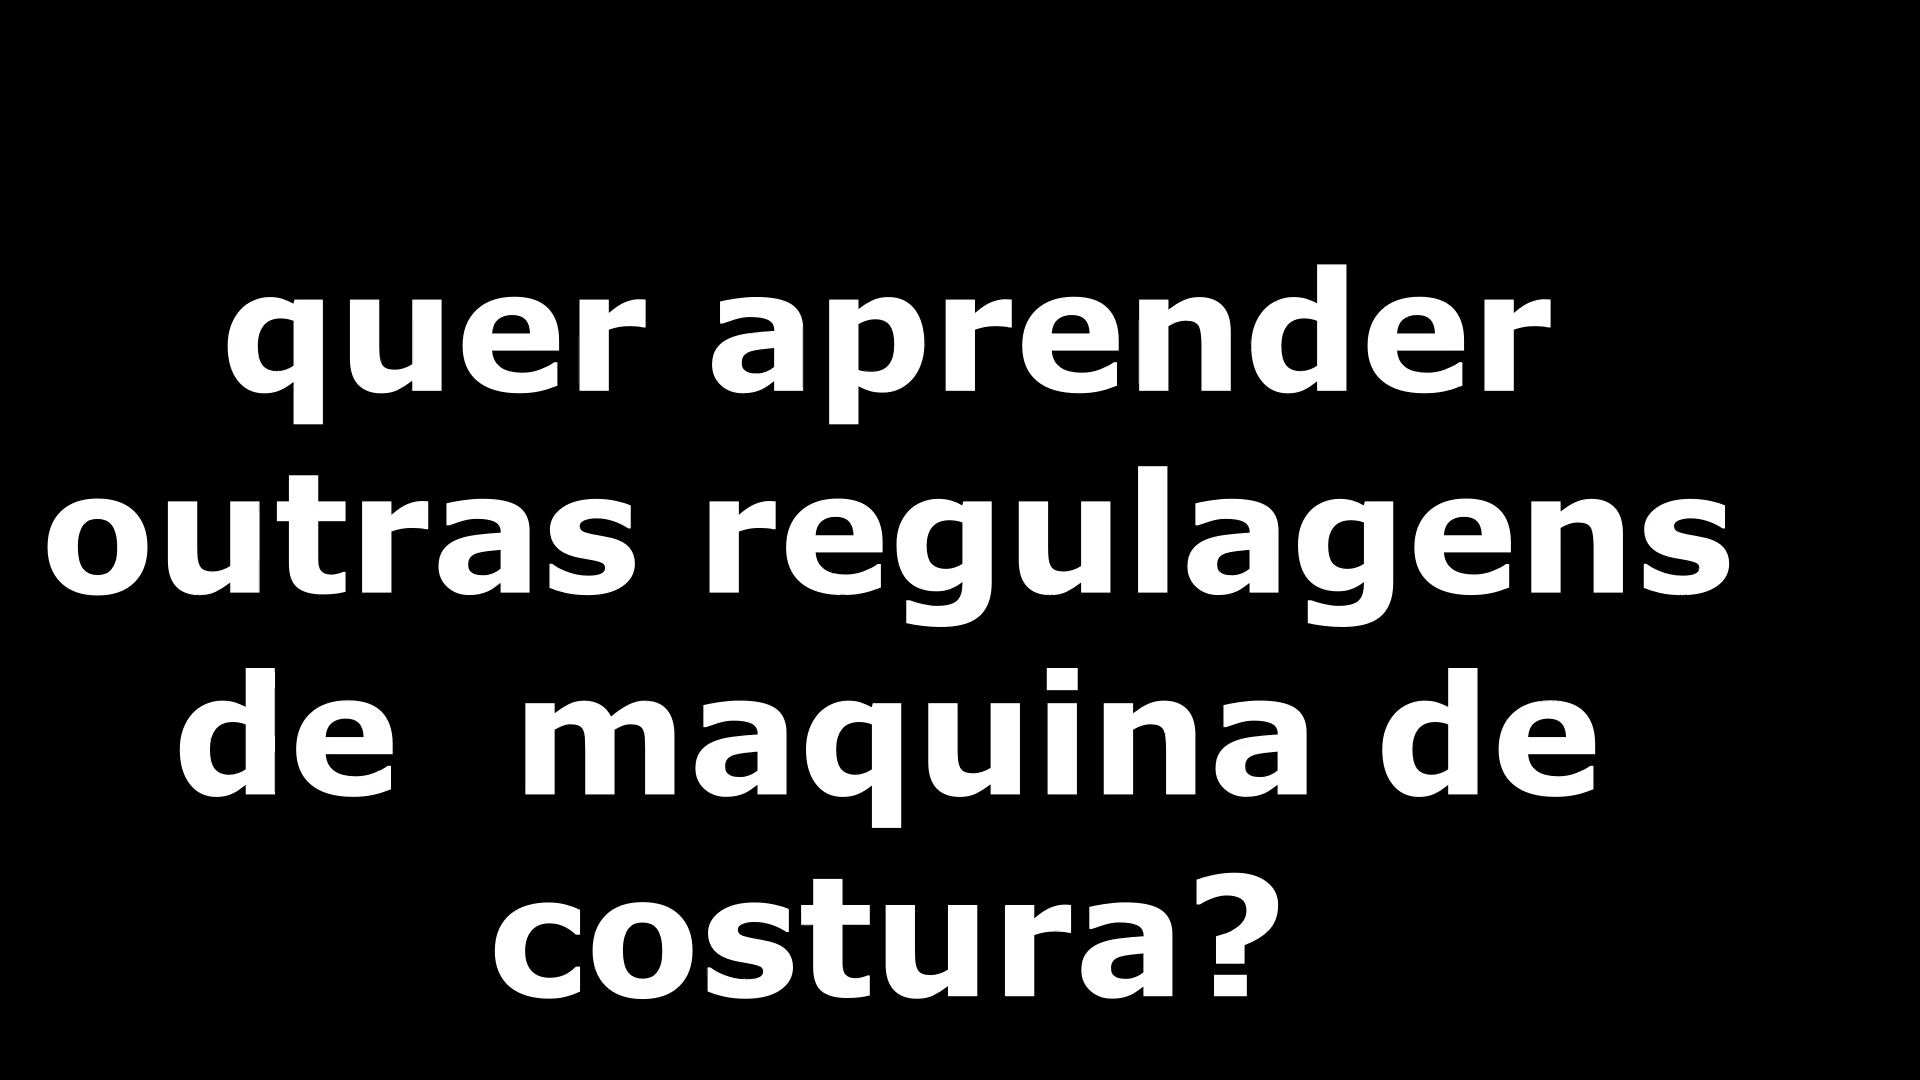 quer aprender
outras regulagens
de  maquina de
costura?